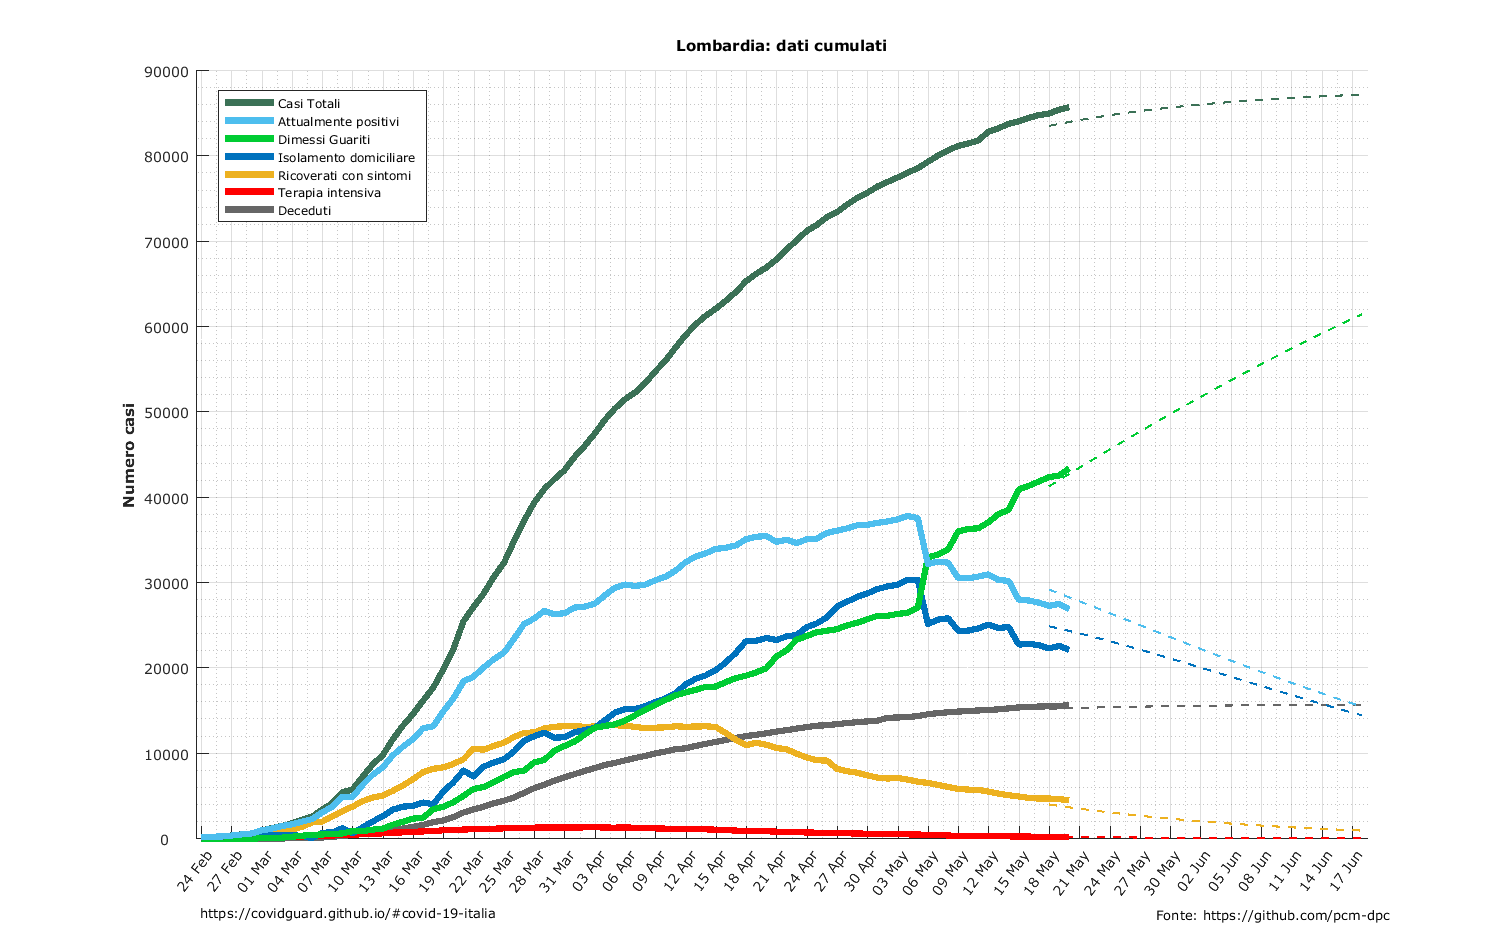 Lombardia: dati cumulati
90000
80000
70000
60000
50000
40000
30000
20000
10000
0
Numero casi
Casi Totali
Attualmente positivi
Dimessi Guariti
Isolamento domiciliare
Ricoverati con sintomi
Terapia intensiva
Deceduti
24 Feb
27 Feb
01 Mar
04 Mar
07 Mar
10 Mar
13 Mar
16 Mar
19 Mar
22 Mar
25 Mar
28 Mar
31 Mar
03 Apr
06 Apr
09 Apr
12 Apr
15 Apr
18 Apr
21 Apr
24 Apr
27 Apr
30 Apr
03 May
06 May
09 May
12 May
15 May
18 May
21 May
24 May
27 May
30 May
02 Jun
05 Jun
08 Jun
11 Jun
14 Jun
17 Jun
https://covidguard.github.io/#covid-19-italia
Fonte: https://github.com/pcm-dpc